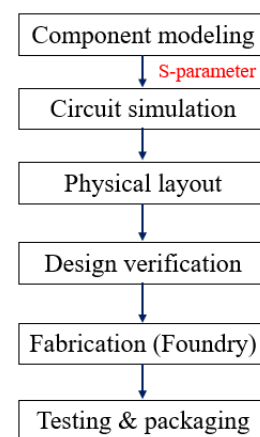 Component modeling
S-parameter
Circuit simulation
Physical layout
Design verification
Fabrication (Foundry)
Testing & packaging